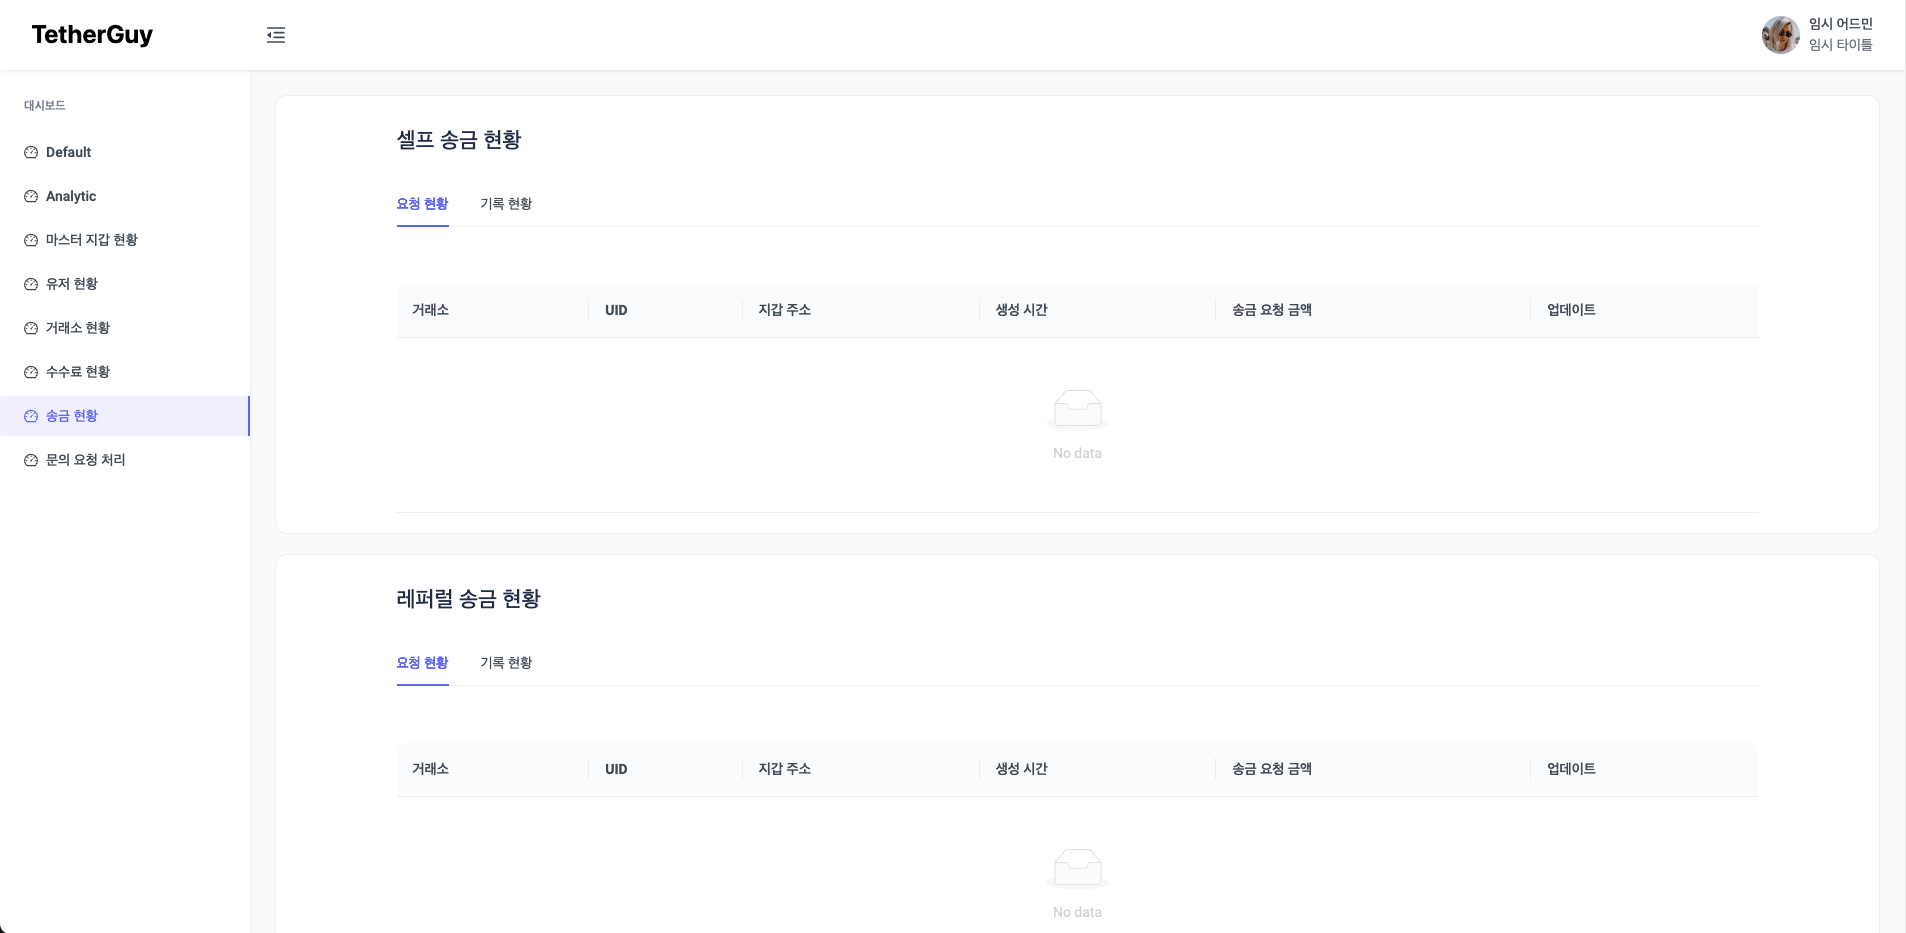 TetherGuy
임시 어드민
임시 타이틀
대시보드
Default
Analytic
마스터 지갑 현황
유저 현황
거래소 현황
수수료 현황
송금 현황
문의 요청 처리
셀프 송금 현황
요청 현황 기록 현황
거래소 UID 지갑 주소 생성 시간 송금 요청 금액 업데이트
No data
레퍼럴 송금 현황
요청 현황 기록 현황
거래소 UID 지갑 주소 생성 시간 송금 요청 금액 업데이트
No data